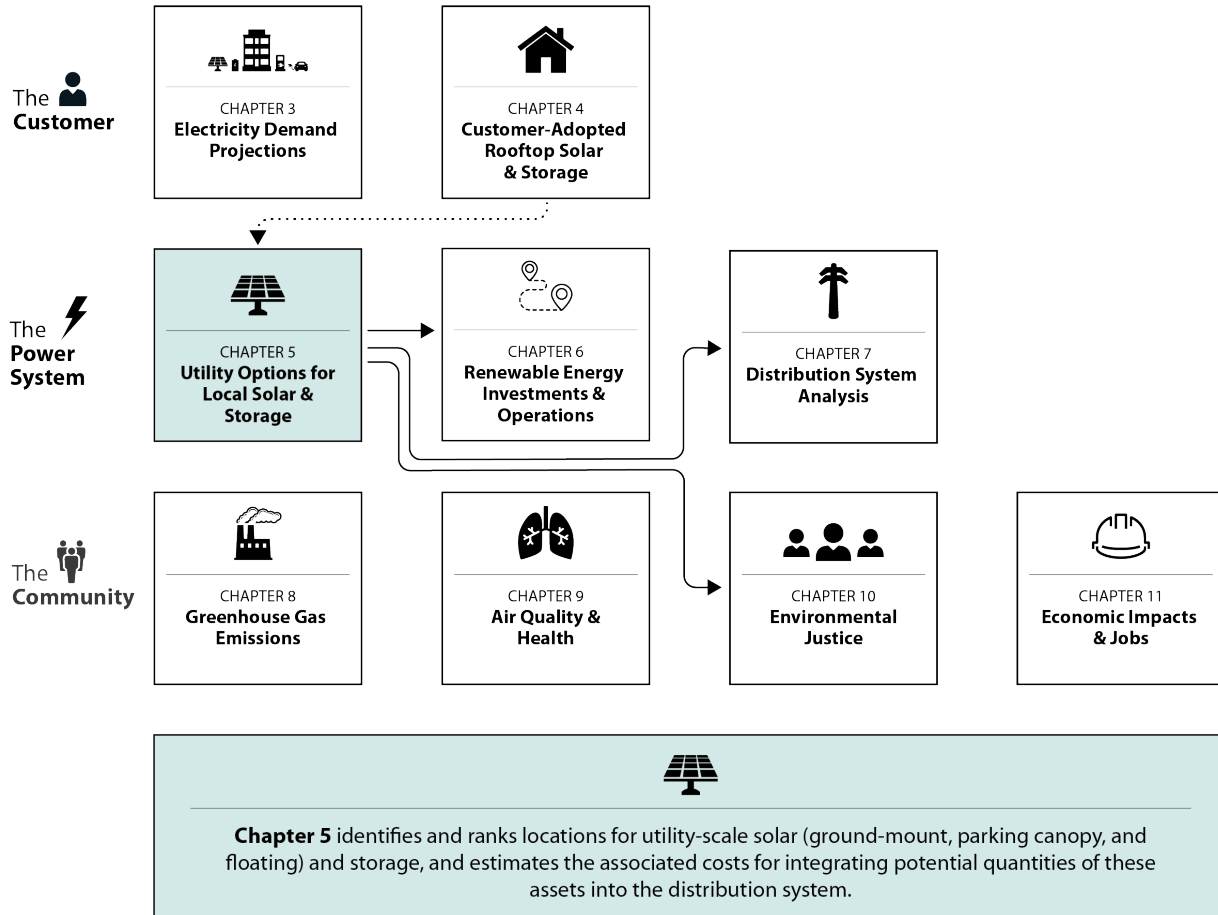 The
Customer
CHAPTER 3
Electricity Demand
Projections
CHAPTER 4
Customer-Adopted
Rooftop Solar
& Storage
The
Power
System
CHAPTER 5
Utility Options for
Local Solar &
Storage
CHAPTER 6
Renewable Energy
Investments &
Operations
CHAPTER 7
Distribution System
Analysis
The
Community
CHAPTER 8
Greenhouse Gas
Emissions
CHAPTER 9
Air Quality &
Health
CHAPTER 10
Environmental
Justice
CHAPTER 11
Economic Impacts
& Jobs
Chapter 5 identifies and ranks locations for utility-scale solar (ground-mount, parking canopy, and
floating) and storage, and estimates the associated costs for integrating potential quantities of these
assets into the distribution system.